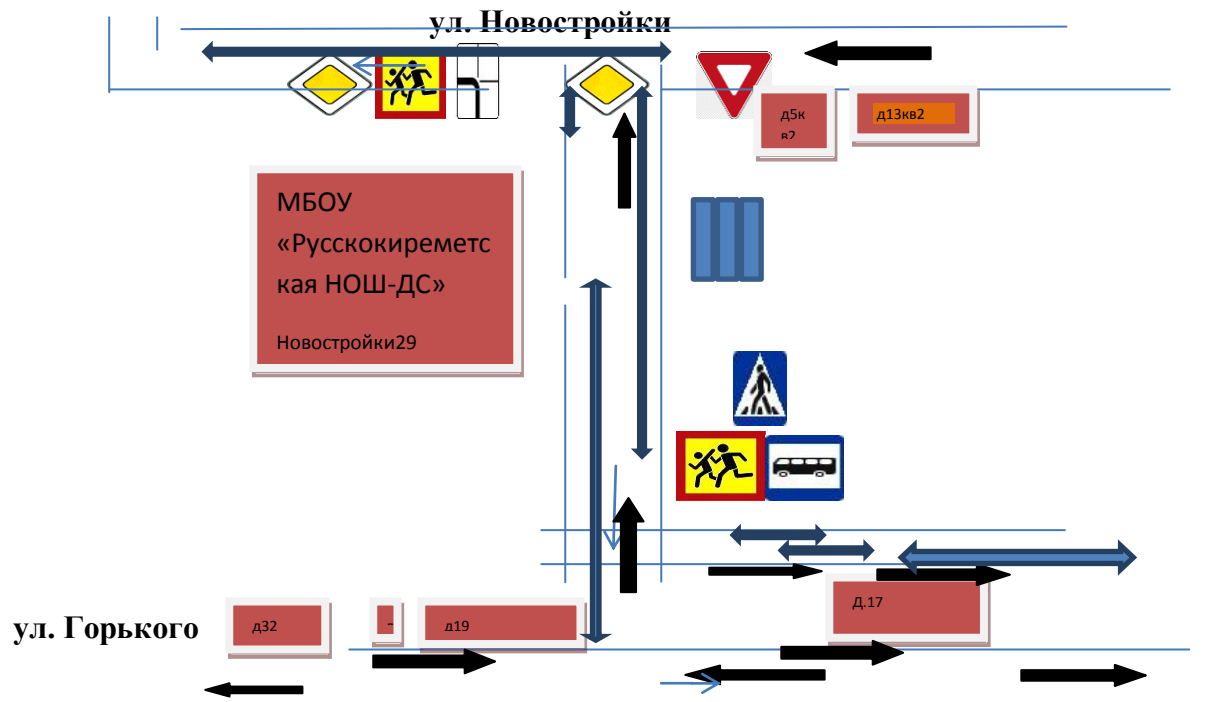 ул. Новостройки
д5к
в2
д13кв2
МБОУ
«Русскокиреметс
кая НОШ-ДС»
Новостройки29
Д.17
ул. Горького
д32
д19